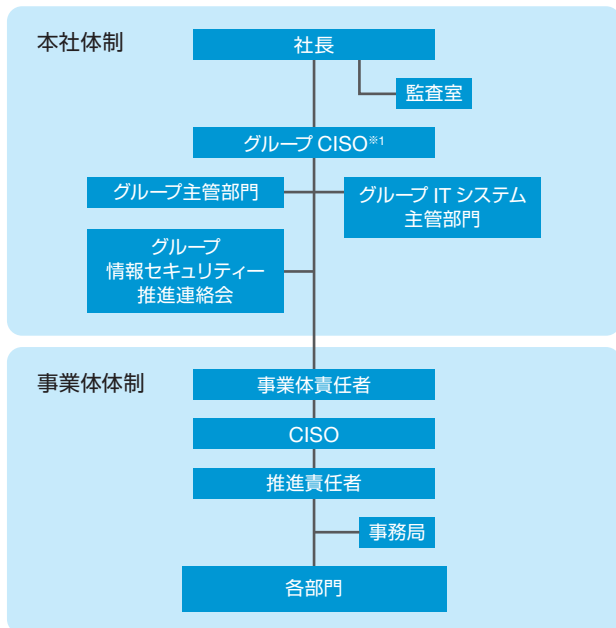 本社体制
社長
監査室
グループ CISO※1
グループ主管部門
グループ IT システム
主管部門
グループ
情報セキュリティー
推進連絡会
事業体体制
事業体責任者
CISO
推進責任者
事務局
各部門